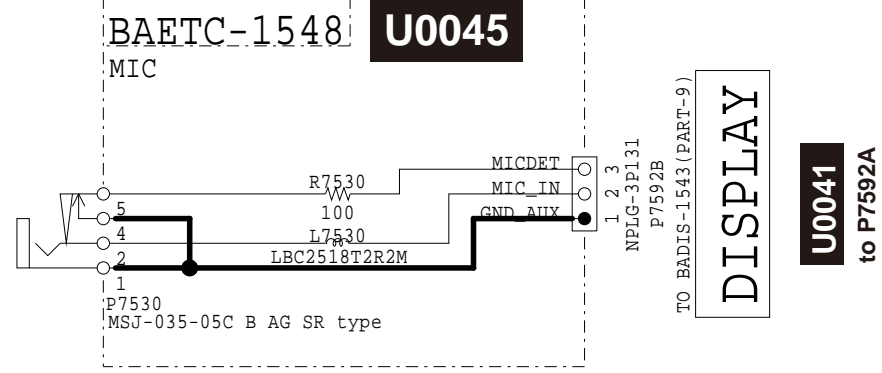 BAETC-1548
U0045
MIC
MICDET
MIC_IN
GND_AUX
R7530
100
L7530
LBC2518T2R2M
5
4
2
1
P7530
MSJ-035-05C B AG SR type
1 2 3
NPLG-3P131
P7592B
TO BADIS-1543(PART-9)
DISPLAY
U0041
to P7592A